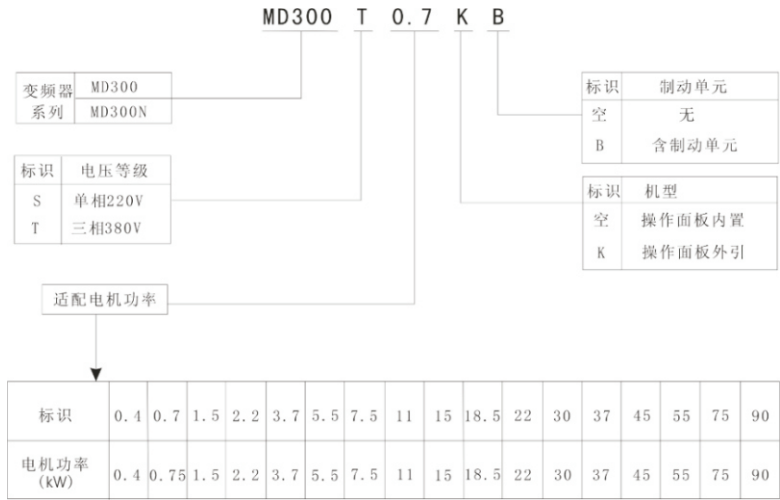 MD300 T 0.7 K B
变频器 MD300
系列 MD300N
标识 制动单元
空 无
B 含制动单元
标识 电压等级
S 单相220V
T 三相380V
标识 机型
空 操作面板内置
K 操作面板外引
适配电机功率
标识 0.4 0.7 1.5 2.2 3.7 5.5 7.5 11 15 18.5 22 30 37 45 55 75 90
电机功率
(kW) 0.4 0.75 1.5 2.2 3.7 5.5 7.5 11 15 18.5 22 30 37 45 55 75 90